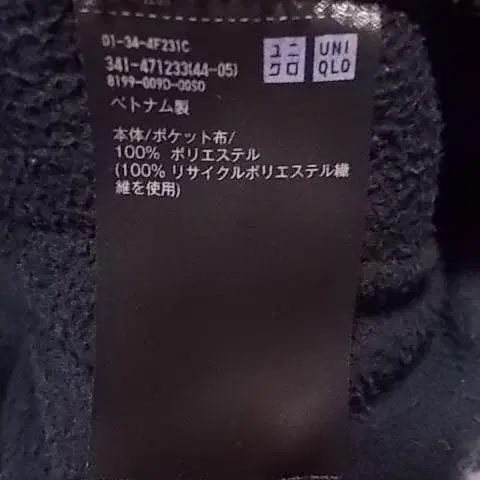 01-34-4F231C
341-471233(44-05)
8199-009D-00S0
ユニクロ
UNIQLO
ベトナム製
本体/ポケット布/
100% ポリエステル
(100% リサイクルポリエステル繊
維を使用)